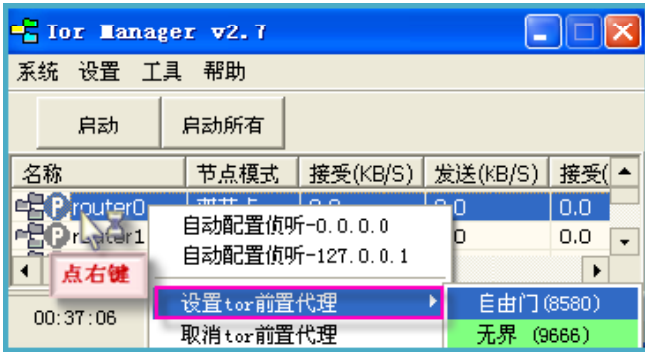 Tor Manager v2.7
系统 设置 工具 帮助
启动 启动所有
名称 节点模式 接受(KB/S) 发送(KB/S) 接受(
router0 0.0
router1 0.0
自动配置侦听-0.0.0.0
自动配置侦听-127.0.0.1
点右键
设置tor前置代理 自由门(8580)
00:37:06
取消tor前置代理 无界 (9666)